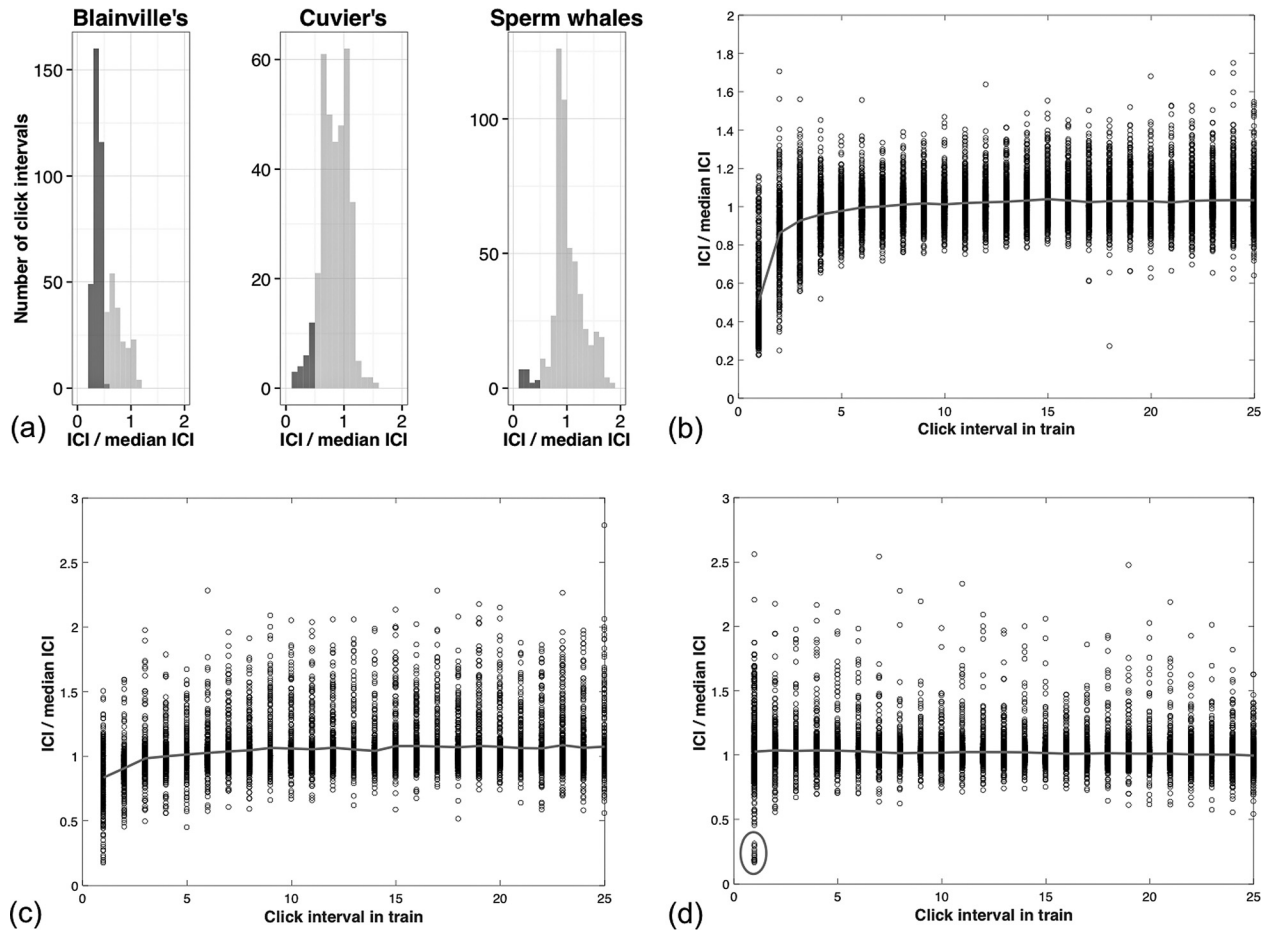 Blainville's Cuvier's Sperm whales
Number of click intervals
150
100
50
0
60
40
20
0
100
50
0
0 1 2 0 1 2 0 1 2
(a) ICI / median ICI ICI / median ICI ICI / median ICI
2
1.8
1.6
1.4
1.2
1
0.8
0.6
0.4
0.2
0
ICI / median ICI
0 5 10 15 20 25
(b) Click interval in train
3
2.5
2
1.5
1
0.5
0
ICI / median ICI
0 5 10 15 20 25
(c) Click interval in train
3
2.5
2
1.5
1
0.5
0
ICI / median ICI
0 5 10 15 20 25
(d) Click interval in train